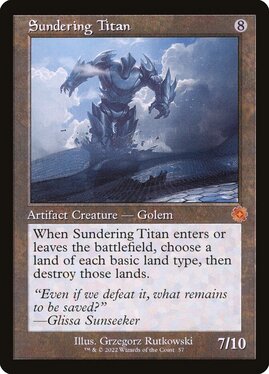 Sundering Titan 8
Artifact Creature — Golem
When Sundering Titan enters or
leaves the battlefield, choose a
land of each basic land type, then
destroy those lands.
“Even if we defeat it, what remains
to be saved?”
—Glissa Sunseeker
Illus. Grzegorz Rutkowski
™ & © 2022 Wizards of the Coast 57
7/10